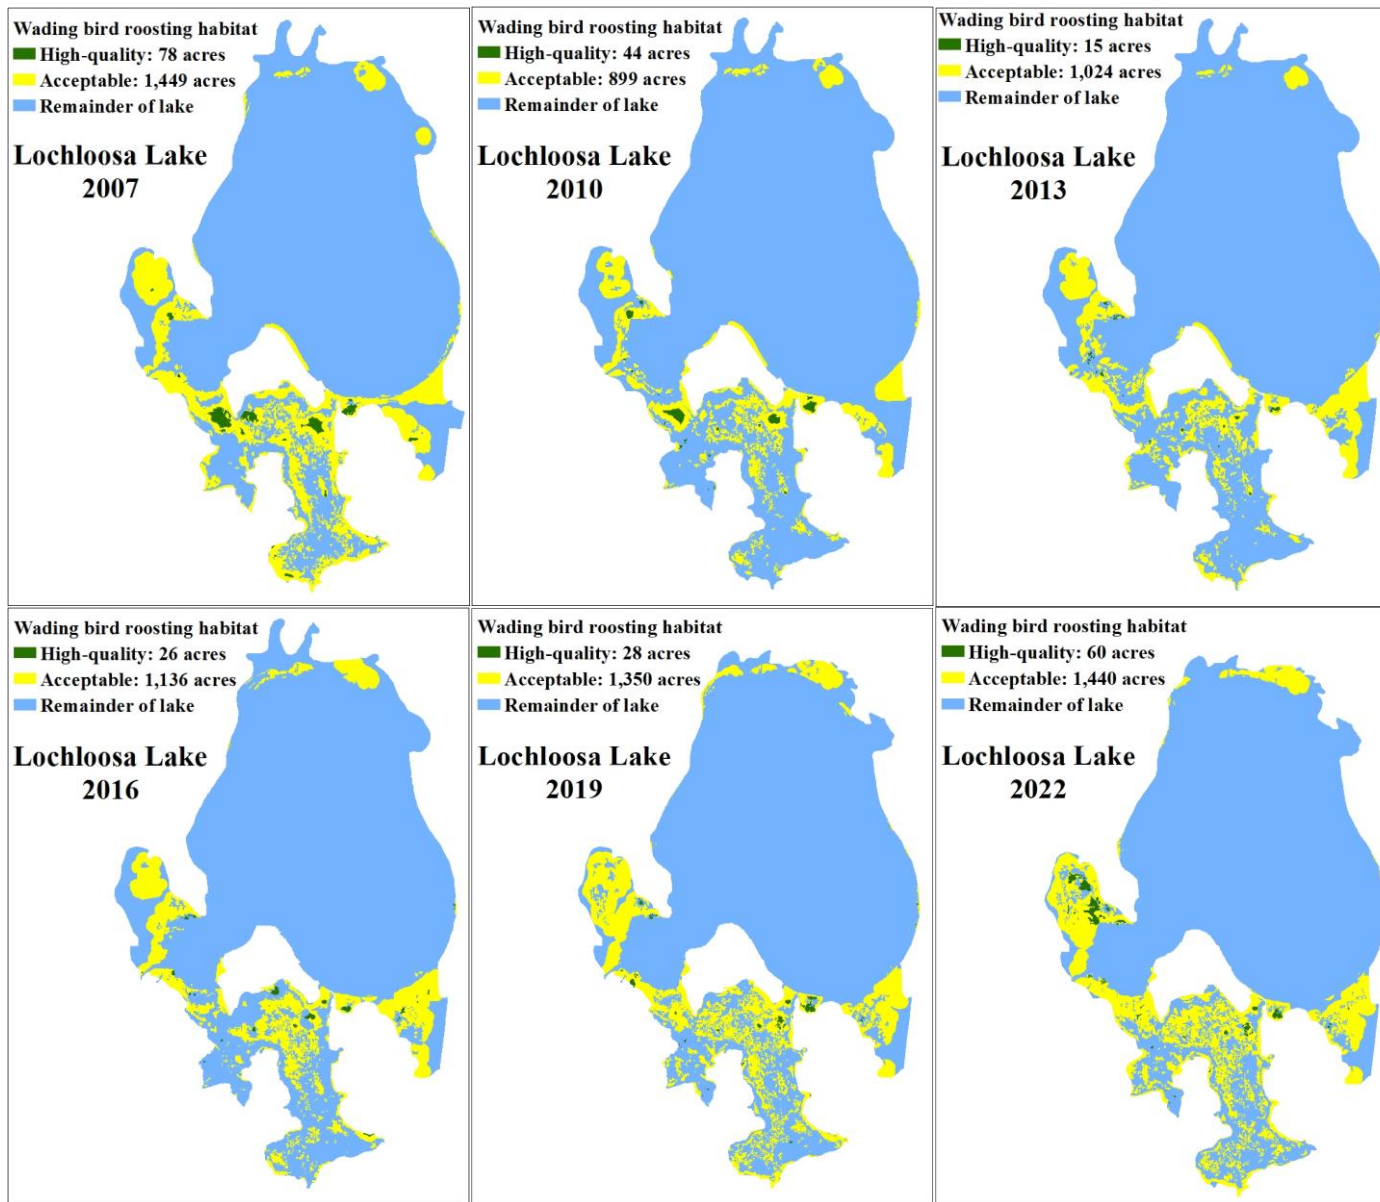 Wading bird roosting habitat
High-quality: 78 acres
Acceptable: 1,449 acres
Remainder of lake
Lochloosa Lake
2007
Wading bird roosting habitat
High-quality: 44 acres
Acceptable: 899 acres
Remainder of lake
Lochloosa Lake
2010
Wading bird roosting habitat
High-quality: 15 acres
Acceptable: 1,024 acres
Remainder of lake
Lochloosa Lake
2013
Wading bird roosting habitat
High-quality: 26 acres
Acceptable: 1,136 acres
Remainder of lake
Lochloosa Lake
2016
Wading bird roosting habitat
High-quality: 28 acres
Acceptable: 1,350 acres
Remainder of lake
Lochloosa Lake
2019
Wading bird roosting habitat
High-quality: 60 acres
Acceptable: 1,440 acres
Remainder of lake
Lochloosa Lake
2022